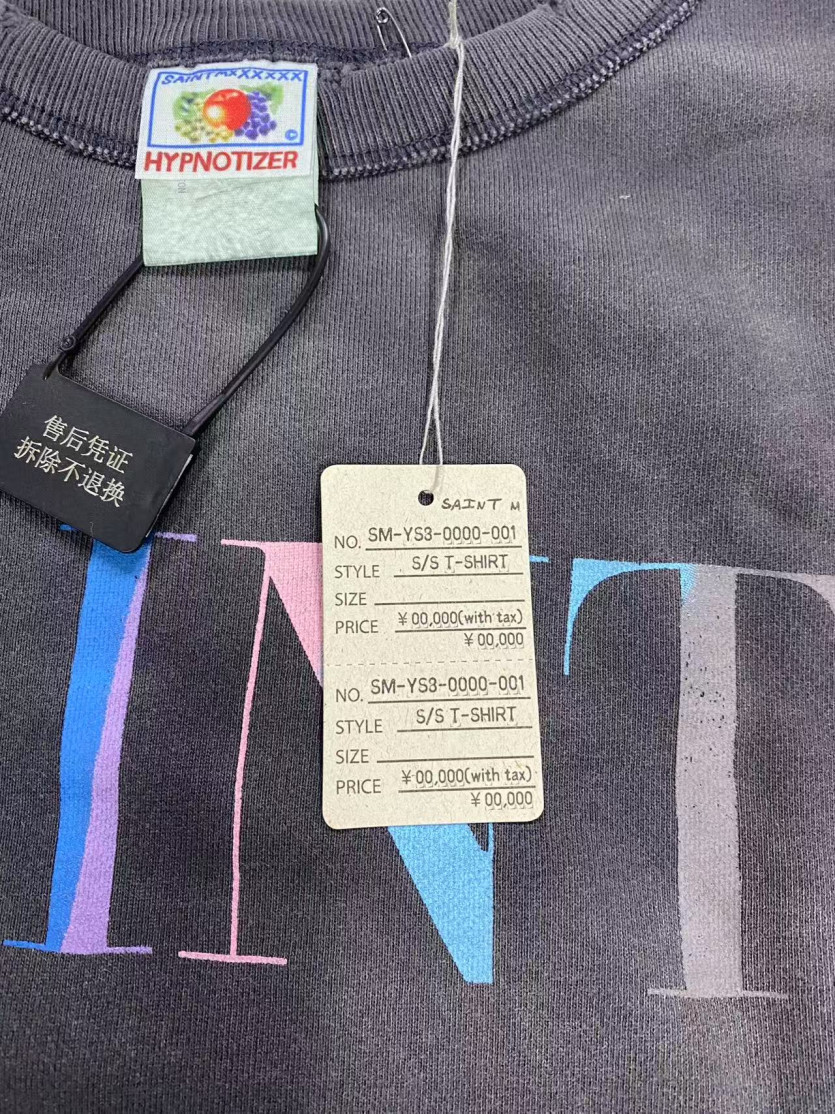 SAINT MXXXXXX
©
HYPNOTIZER
售后凭证
拆除不退换
SAINT M
NO. SM-YS3-0000-001
STYLE S/S T-SHIRT
SIZE
PRICE ¥00,000(with tax)
¥00,000
NO. SM-YS3-0000-001
STYLE S/S T-SHIRT
SIZE
PRICE ¥00,000(with tax)
¥00,000
INT